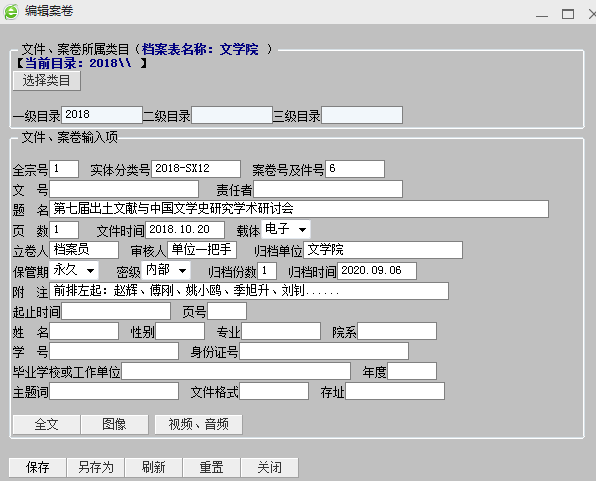 编辑案卷
文件、案卷所属类目（档案表名称：文学院 ）
【当前目录：2018\\ 】
选择类目
一级目录 2018 二级目录 三级目录
文件、案卷输入项
全宗号 1 实体分类号 2018-SX12 案卷号及件号 6
文 号 责任者
题 名 第七届出土文献与中国文学史研究学术研讨会
页 数 1 文件时间 2018.10.20 载体 电子
立卷人 档案员 审核人 单位一把手 归档单位 文学院
保管期 永久 密级 内部 归档份数 1 归档时间 2020.09.06
附 注 前排左起：赵辉、傅刚、姚小鸥、季旭升、刘钊......
起止时间 页号
姓 名 性别 专业 院系
学 号 身份证号
毕业学校或工作单位 年度
主题词 文件格式 存址
全文 图像 视频、音频
保存 另存为 刷新 重置 关闭